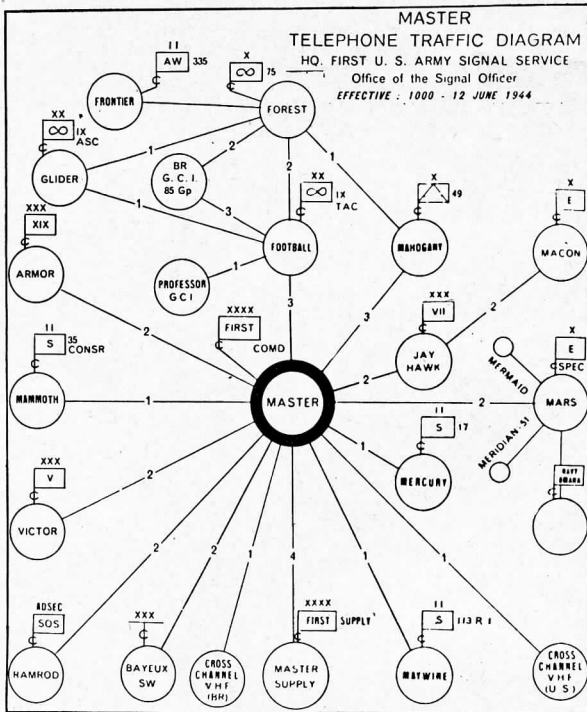 MASTER
TELEPHONE TRAFFIC DIAGRAM
HQ. FIRST U. S. ARMY SIGNAL SERVICE
Office of the Signal Officer
EFFECTIVE : 1000 - 12 JUNE 1944
II
AW 335
FRONTIER
X
75
FOREST
XX
IX
ASC
GLIDER
1
2
2
1
BR
G. C. I.
85 Gp
XX
IX
TAC
1
3
FOOTBALL
X
49
MAHOGANY
X
E
MACON
XXX
XIX
ARMOR
PROFESSOR
GCI
1
3
3
2
XXXX
FIRST
COMD
XXX
VII
JAY
HAWK
2
2
II
S
35
CONSR
MAMMOTH
1
MASTER
2
MERMAID
X
E
SPEC
MARS
MERIDIAN-51
II
S 17
MERCURY
1
NAVY
OMAHA
XXX
V
VICTOR
2
2
2
1
4
1
1
ADSEC
SOS
HAMROD
XXX
BAYEUX
SW
CROSS
CHANNEL
VHF
(BR)
XXXX
FIRST SUPPLY
MASTER
SUPPLY
II
S 113 R I
MAYWIRE
CROSS
CHANNEL
VHF
(U S)